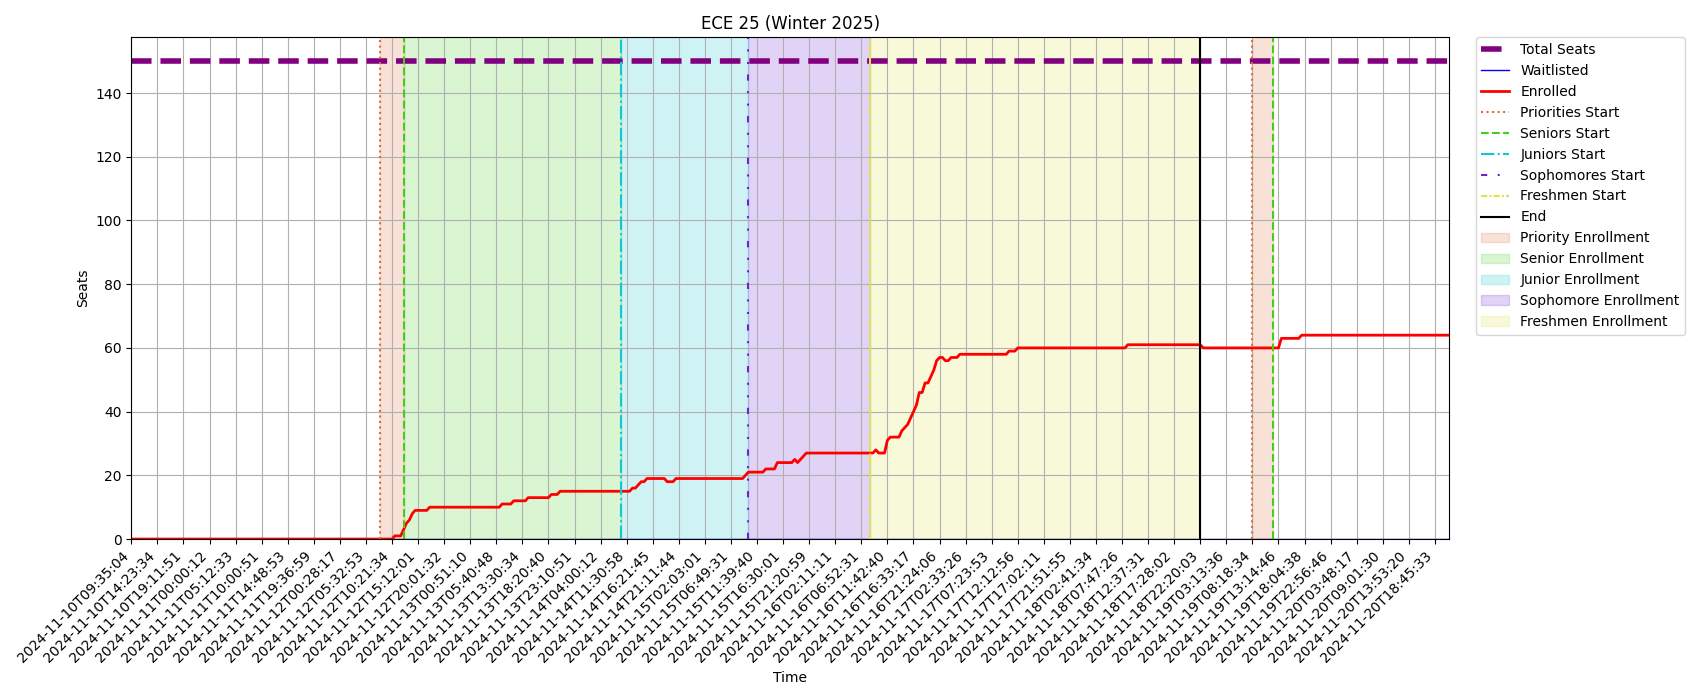 ECE 25 (Winter 2025)
Total Seats
Waitlisted
Enrolled
Priorities Start
Seniors Start
Juniors Start
Sophomores Start
Freshmen Start
End
Priority Enrollment
Senior Enrollment
Junior Enrollment
Sophomore Enrollment
Freshmen Enrollment
Seats
140
120
100
80
60
40
20
0
2024-11-10T09:35:04
2024-11-10T14:23:34
2024-11-10T19:11:51
2024-11-11T00:00:12
2024-11-11T05:12:33
2024-11-11T10:00:51
2024-11-11T14:48:53
2024-11-11T19:36:59
2024-11-12T00:28:17
2024-11-12T05:32:53
2024-11-12T10:21:34
2024-11-12T15:12:01
2024-11-12T20:01:32
2024-11-13T00:51:10
2024-11-13T05:40:48
2024-11-13T13:30:34
2024-11-13T18:20:40
2024-11-13T23:10:51
2024-11-14T04:00:12
2024-11-14T11:30:58
2024-11-14T16:21:45
2024-11-14T21:11:44
2024-11-15T02:03:01
2024-11-15T06:49:31
2024-11-15T11:39:40
2024-11-15T16:30:01
2024-11-15T21:20:59
2024-11-16T02:11:11
2024-11-16T06:52:31
2024-11-16T11:42:40
2024-11-16T16:33:17
2024-11-16T21:24:06
2024-11-17T02:33:26
2024-11-17T07:23:53
2024-11-17T12:12:56
2024-11-17T17:02:11
2024-11-17T21:51:55
2024-11-18T02:41:34
2024-11-18T07:47:26
2024-11-18T12:37:31
2024-11-18T17:28:02
2024-11-18T22:20:03
2024-11-19T03:13:36
2024-11-19T08:18:34
2024-11-19T13:14:46
2024-11-19T18:04:38
2024-11-19T22:56:46
2024-11-20T03:48:17
2024-11-20T09:01:30
2024-11-20T13:53:20
2024-11-20T18:45:33
Time